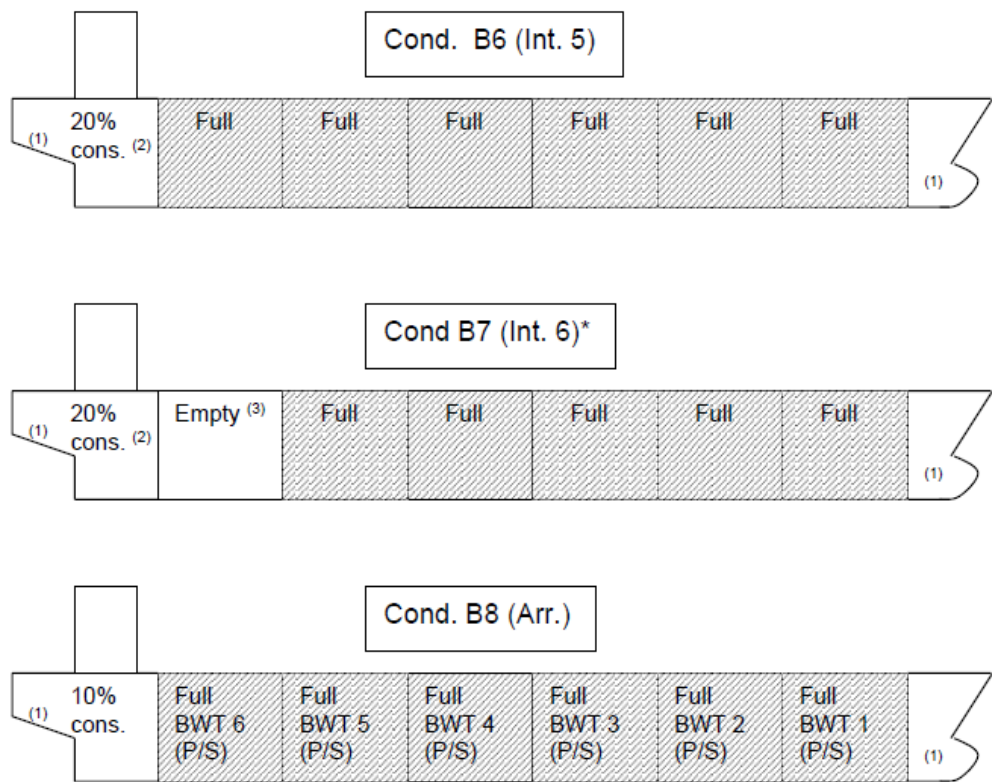 Cond. B6 (Int. 5)
(1) 20% Full Full Full Full Full Full
cons. (2)
(1)
Cond B7 (Int. 6)*
(1) 20% Empty (3) Full Full Full Full Full
cons. (2)
(1)
Cond. B8 (Arr.)
(1) 10% Full Full Full Full Full Full
cons. BWT 6 BWT 5 BWT 4 BWT 3 BWT 2 BWT 1
(P/S) (P/S) (P/S) (P/S) (P/S) (P/S)
(1)